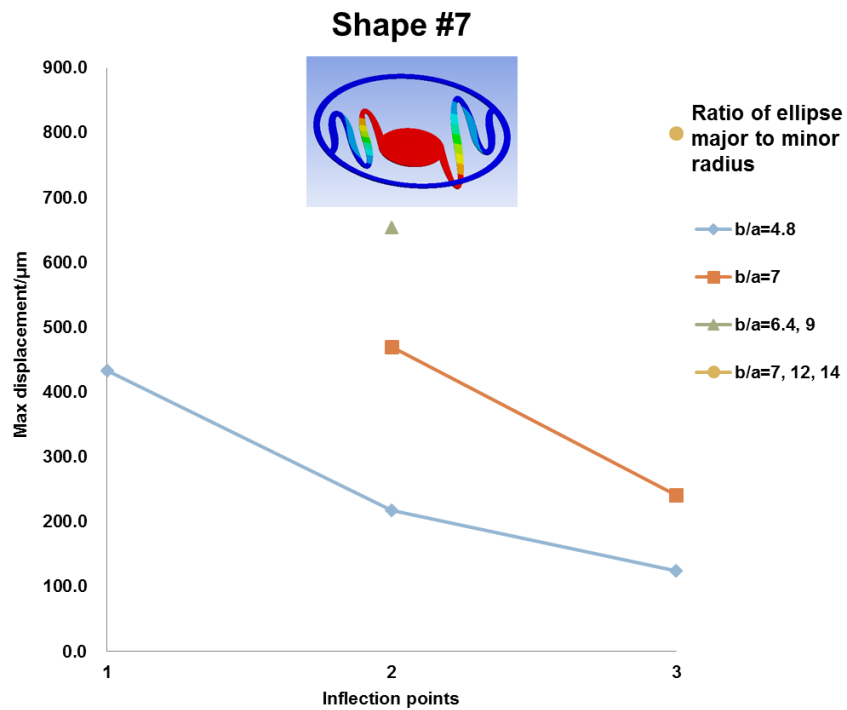 Shape #7
900.0
800.0
700.0
600.0
500.0
400.0
300.0
200.0
100.0
0.0
Max displacement/µm
1
2
3
Inflection points
Ratio of ellipse
major to minor
radius
b/a=4.8
b/a=7
b/a=6.4, 9
b/a=7, 12, 14